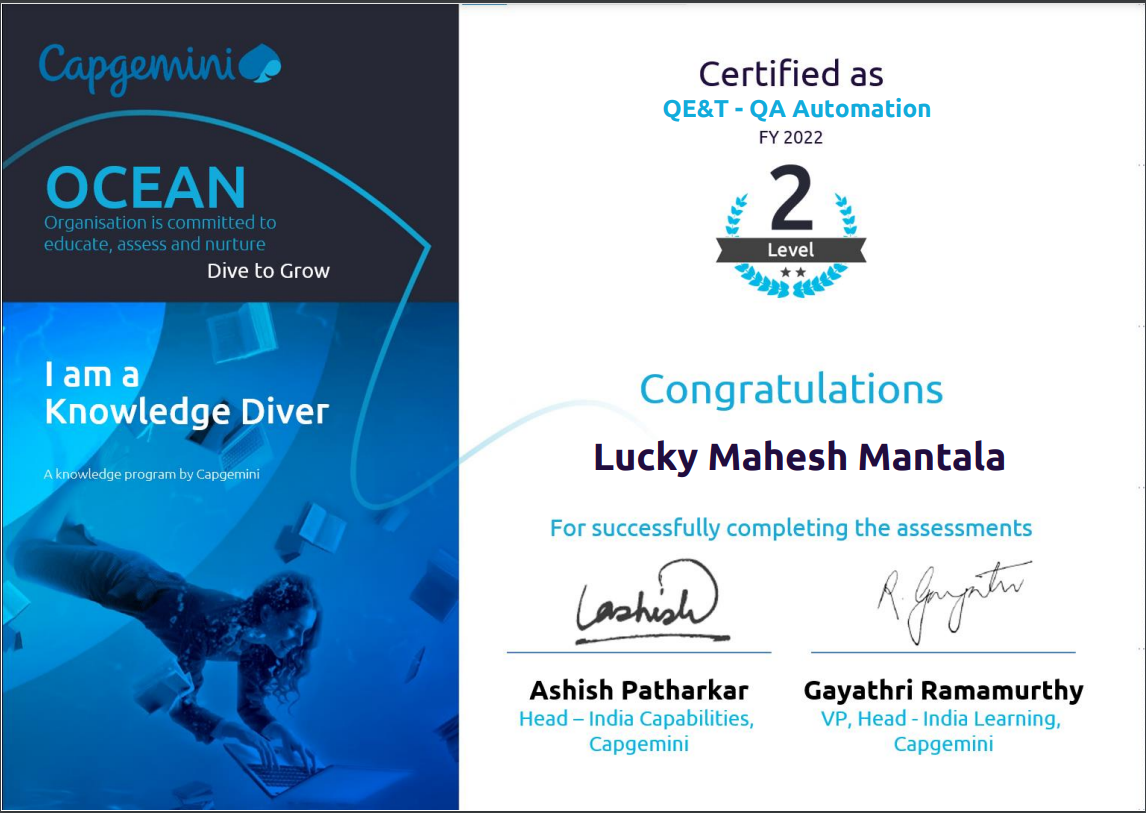 Capgemini
OCEAN
Organisation is committed to
educate, assess and nurture
Dive to Grow
I am a
Knowledge Diver
A knowledge program by Capgemini
Certified as
QE&T - QA Automation
FY 2022
2
Level
Congratulations
Lucky Mahesh Mantala
For successfully completing the assessments
Lashish
R. Gayathri
Ashish Patharkar
Head – India Capabilities,
Capgemini
Gayathri Ramamurthy
VP, Head - India Learning,
Capgemini